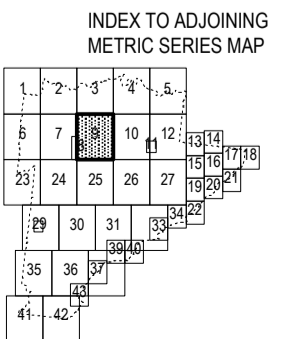 INDEX TO ADJOINING
METRIC SERIES MAP
1 2 3 4 5
6 7 8 9 10 11 12 13 14
15 16 17 18
23 24 25 26 27 19 20 21
29 30 31 33 34 22
35 36 37 39 40
41 42 43